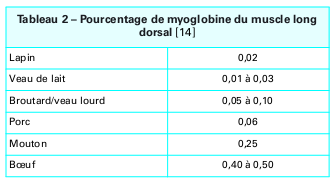 Tableau 2 – Pourcentage de myoglobine du muscle long
dorsal [14]
Lapin 0,02
Veau de lait 0,01 à 0,03
Broutard/veau lourd 0,05 à 0,10
Porc 0,06
Mouton 0,25
Bœuf 0,40 à 0,50